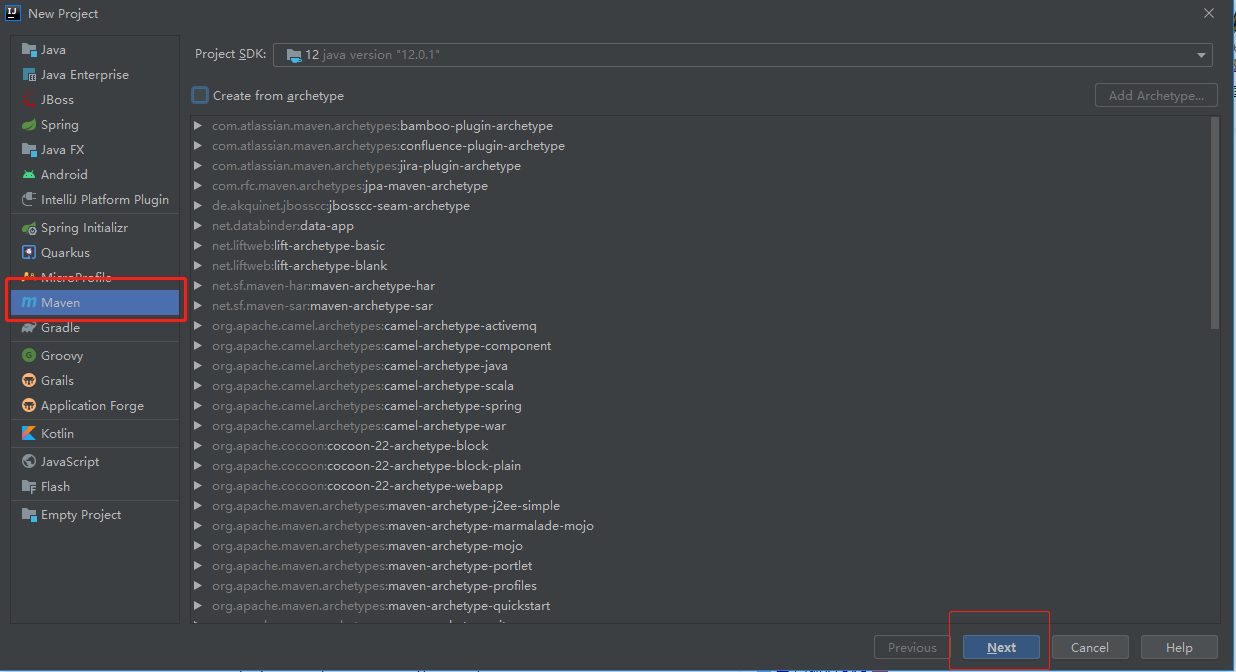 New Project
Java
Java Enterprise
JBoss
Spring
Java FX
Android
IntelliJ Platform Plugin
Spring Initializr
Quarkus
MicroProfile
Maven
Gradle
Groovy
Grails
Application Forge
Kotlin
JavaScript
Flash
Empty Project
Project SDK: 12 java version "12.0.1"
Create from archetype
Add Archetype...
com.atlassian.maven.archetypes:bamboo-plugin-archetype
com.atlassian.maven.archetypes:confluence-plugin-archetype
com.atlassian.maven.archetypes:jira-plugin-archetype
com.rfc.maven.archetypes:jpa-maven-archetype
de.akquinet.jbosscc:jbosscc-seam-archetype
net.databinder:data-app
net.liftweb:lift-archetype-basic
net.liftweb:lift-archetype-blank
net.sf.maven-har:maven-archetype-har
net.sf.maven-sar:maven-archetype-sar
org.apache.camel.archetypes:camel-archetype-activemq
org.apache.camel.archetypes:camel-archetype-component
org.apache.camel.archetypes:camel-archetype-java
org.apache.camel.archetypes:camel-archetype-scala
org.apache.camel.archetypes:camel-archetype-spring
org.apache.camel.archetypes:camel-archetype-war
org.apache.cocoon:cocoon-22-archetype-block
org.apache.cocoon:cocoon-22-archetype-block-plain
org.apache.cocoon:cocoon-22-archetype-webapp
org.apache.maven.archetypes:maven-archetype-j2ee-simple
org.apache.maven.archetypes:maven-archetype-marmalade-mojo
org.apache.maven.archetypes:maven-archetype-mojo
org.apache.maven.archetypes:maven-archetype-portlet
org.apache.maven.archetypes:maven-archetype-profiles
org.apache.maven.archetypes:maven-archetype-quickstart
Previous
Next
Cancel
Help